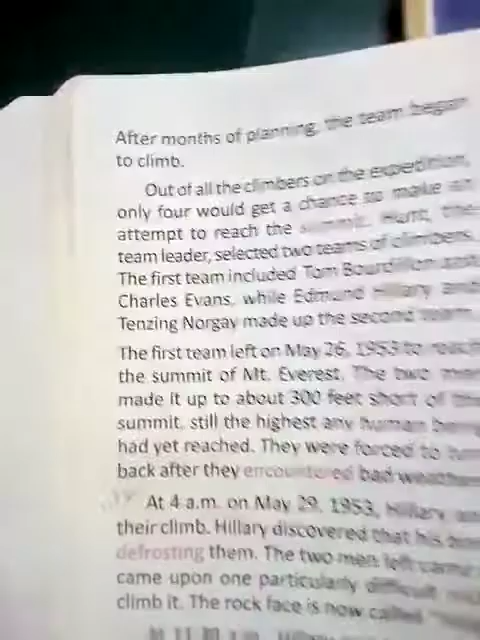 After months of planning, the team began
to climb.
Out of all the climbers on the expedition,
only four would get a chance to make an
attempt to reach the summit. Hunt, the
team leader, selected two teams of climbers.
The first team included Tom Bourdillon and
Charles Evans, while Edmund Hillary and
Tenzing Norgay made up the second team.
The first team left on May 26, 1953 to reach
the summit of Mt. Everest. The two men
made it up to about 300 feet short of the
summit, still the highest any human being
had yet reached. They were forced to
back after they encountered bad weather
At 4 a.m. on May 29, 1953, Hillary
their climb. Hillary discovered that his
defrosting them. The two men left camp
came upon one particularly difficult
climb it. The rock face is now called